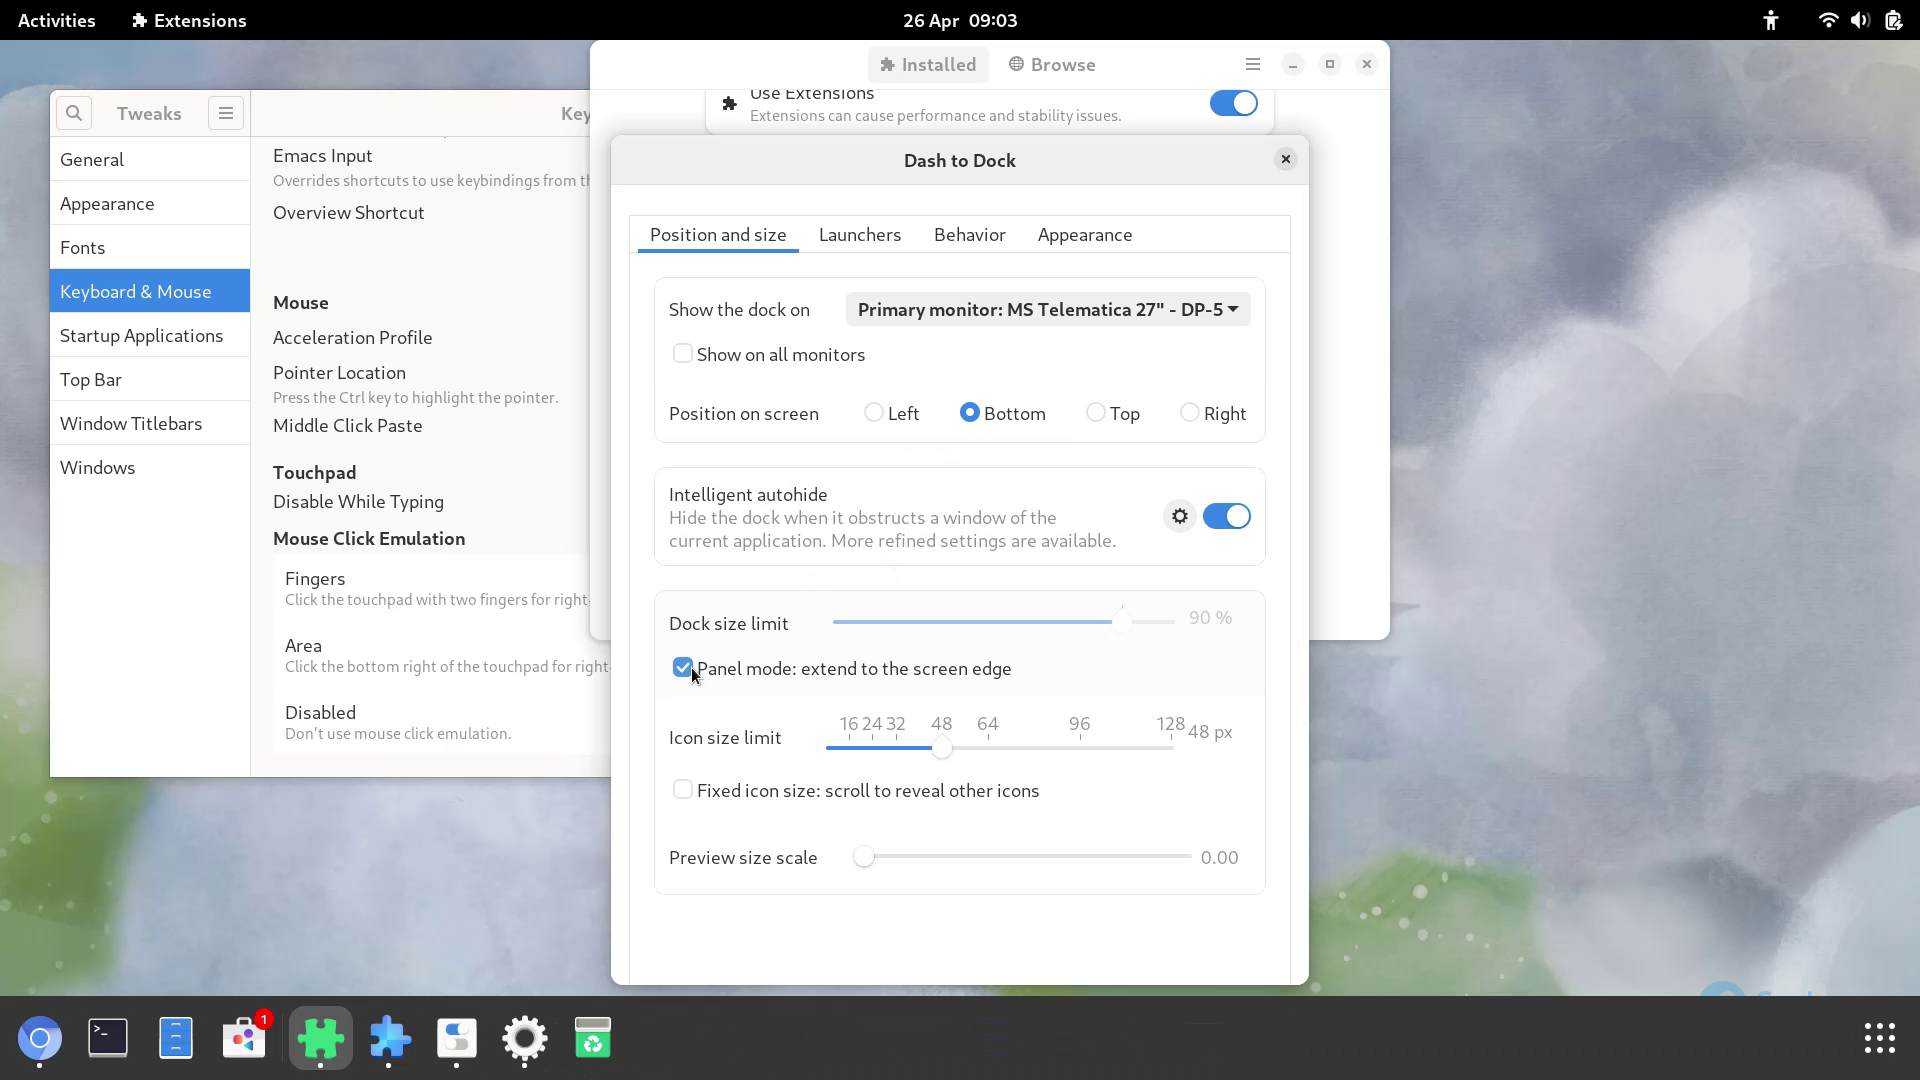 Activities
Extensions
26 Apr 09:03
Installed
Browse
Use Extensions
Extensions can cause performance and stability issues.
Tweaks
Key
General
Appearance
Fonts
Keyboard & Mouse
Startup Applications
Top Bar
Window Titlebars
Windows
Emacs Input
Overrides shortcuts to use keybindings from th
Overview Shortcut
Mouse
Acceleration Profile
Pointer Location
Press the Ctrl key to highlight the pointer.
Middle Click Paste
Touchpad
Disable While Typing
Mouse Click Emulation
Fingers
Click the touchpad with two fingers for right-
Area
Click the bottom right of the touchpad for right-
Disabled
Don't use mouse click emulation.
Dash to Dock
Position and size
Launchers
Behavior
Appearance
Show the dock on
Primary monitor: MS Telematica 27" - DP-5
Show on all monitors
Position on screen
Left
Bottom
Top
Right
Intelligent autohide
Hide the dock when it obstructs a window of the
current application. More refined settings are available.
Dock size limit
90 %
Panel mode: extend to the screen edge
16 24 32 48 64 96 128
Icon size limit
48 px
Fixed icon size: scroll to reveal other icons
Preview size scale
0.00
>_
1